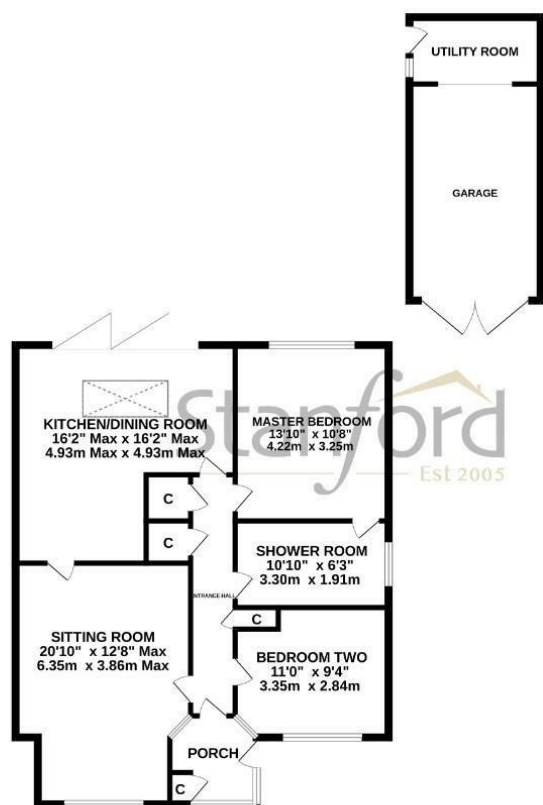 UTILITY ROOM
GARAGE
Stanford
Est 2005
KITCHEN/DINING ROOM
16'2" Max x 16'2" Max
4.93m Max x 4.93m Max
MASTER BEDROOM
13'10" x 10'8"
4.22m x 3.25m
C
C
SHOWER ROOM
10'10" x 6'3"
3.30m x 1.91m
ENTRANCE HALL
C
SITTING ROOM
20'10" x 12'8" Max
6.35m x 3.86m Max
BEDROOM TWO
11'0" x 9'4"
3.35m x 2.84m
PORCH
C